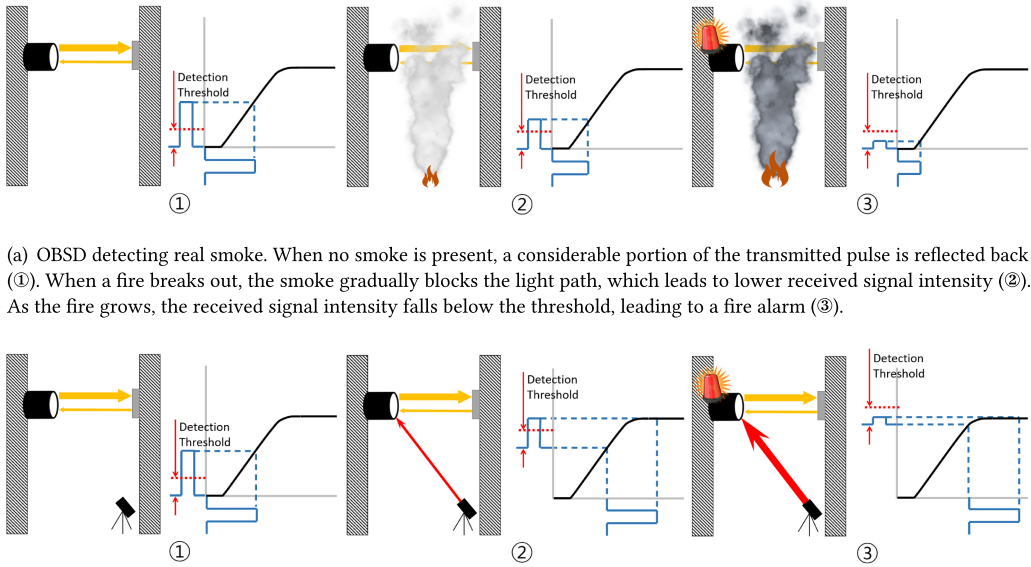 Detection
Threshold
Detection
Threshold
Detection
Threshold
①
②
③
(a) OBSD detecting real smoke. When no smoke is present, a considerable portion of the transmitted pulse is reflected back
(①). When a fire breaks out, the smoke gradually blocks the light path, which leads to lower received signal intensity (②).
As the fire grows, the received signal intensity falls below the threshold, leading to a fire alarm (③).
Detection
Threshold
Detection
Threshold
Detection
Threshold
①
②
③